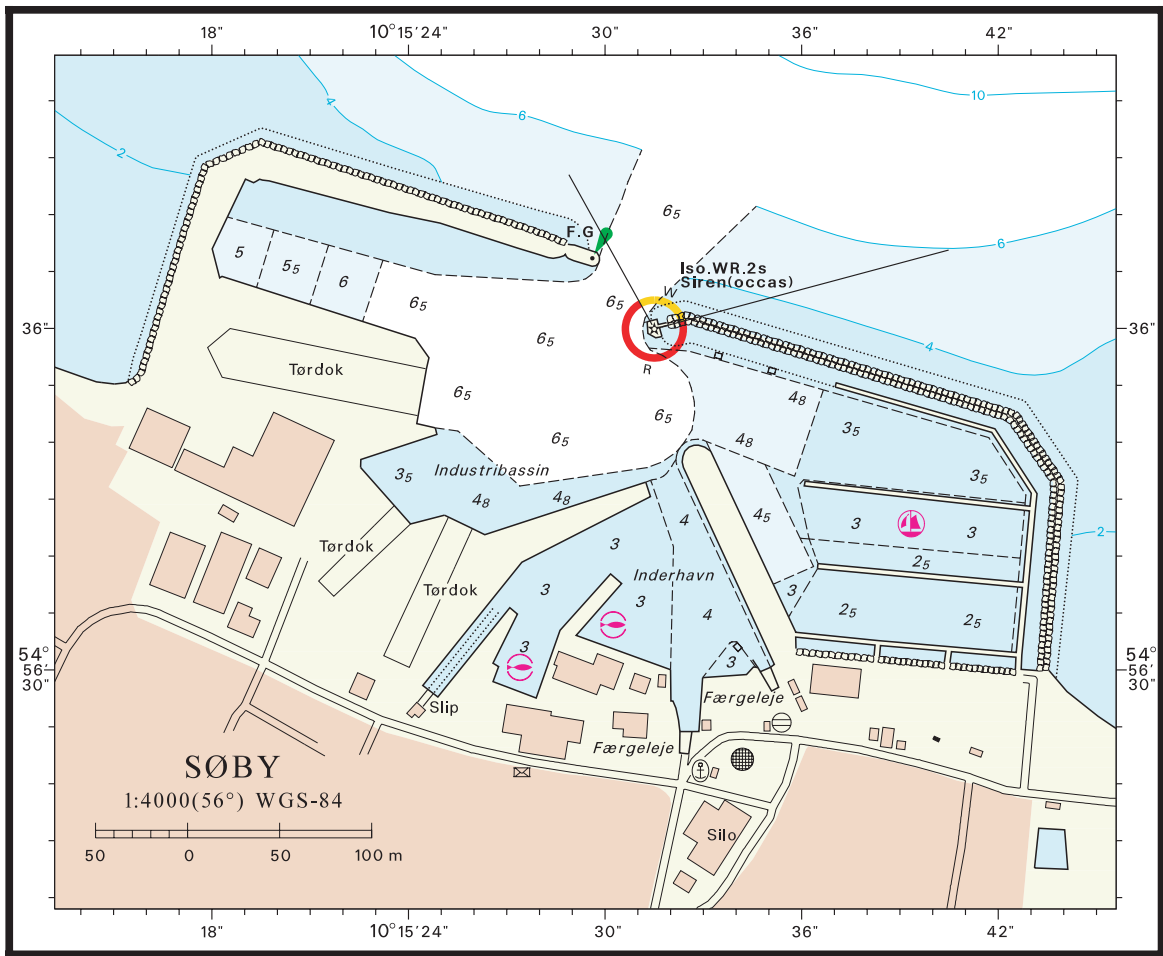 18" 10°15'24" 30" 36" 42"
10
6
4
2
6₅
F.G
6
5 5₅ 6
Iso.WR.2s
Siren(occas)
W
6₅ 6₅
36" 36"
6₅
4
Tørdok
R
6₅ 6₅
4₈
3₅
6₅
4₈
Industribassin
3₅
3₅
4₈ 4₈
4₅
4
3 3
2
Tørdok
3
2₅
Inderhavn
Tørdok
3
3
3
4
2₅
2₅
3
3
54°
56'
30"
54°
56'
30"
Færgeleje
Slip
Færgeleje
SØBY
1:4000(56°) WGS-84
50 0 50 100 m
Silo
18" 10°15'24" 30" 36" 42"